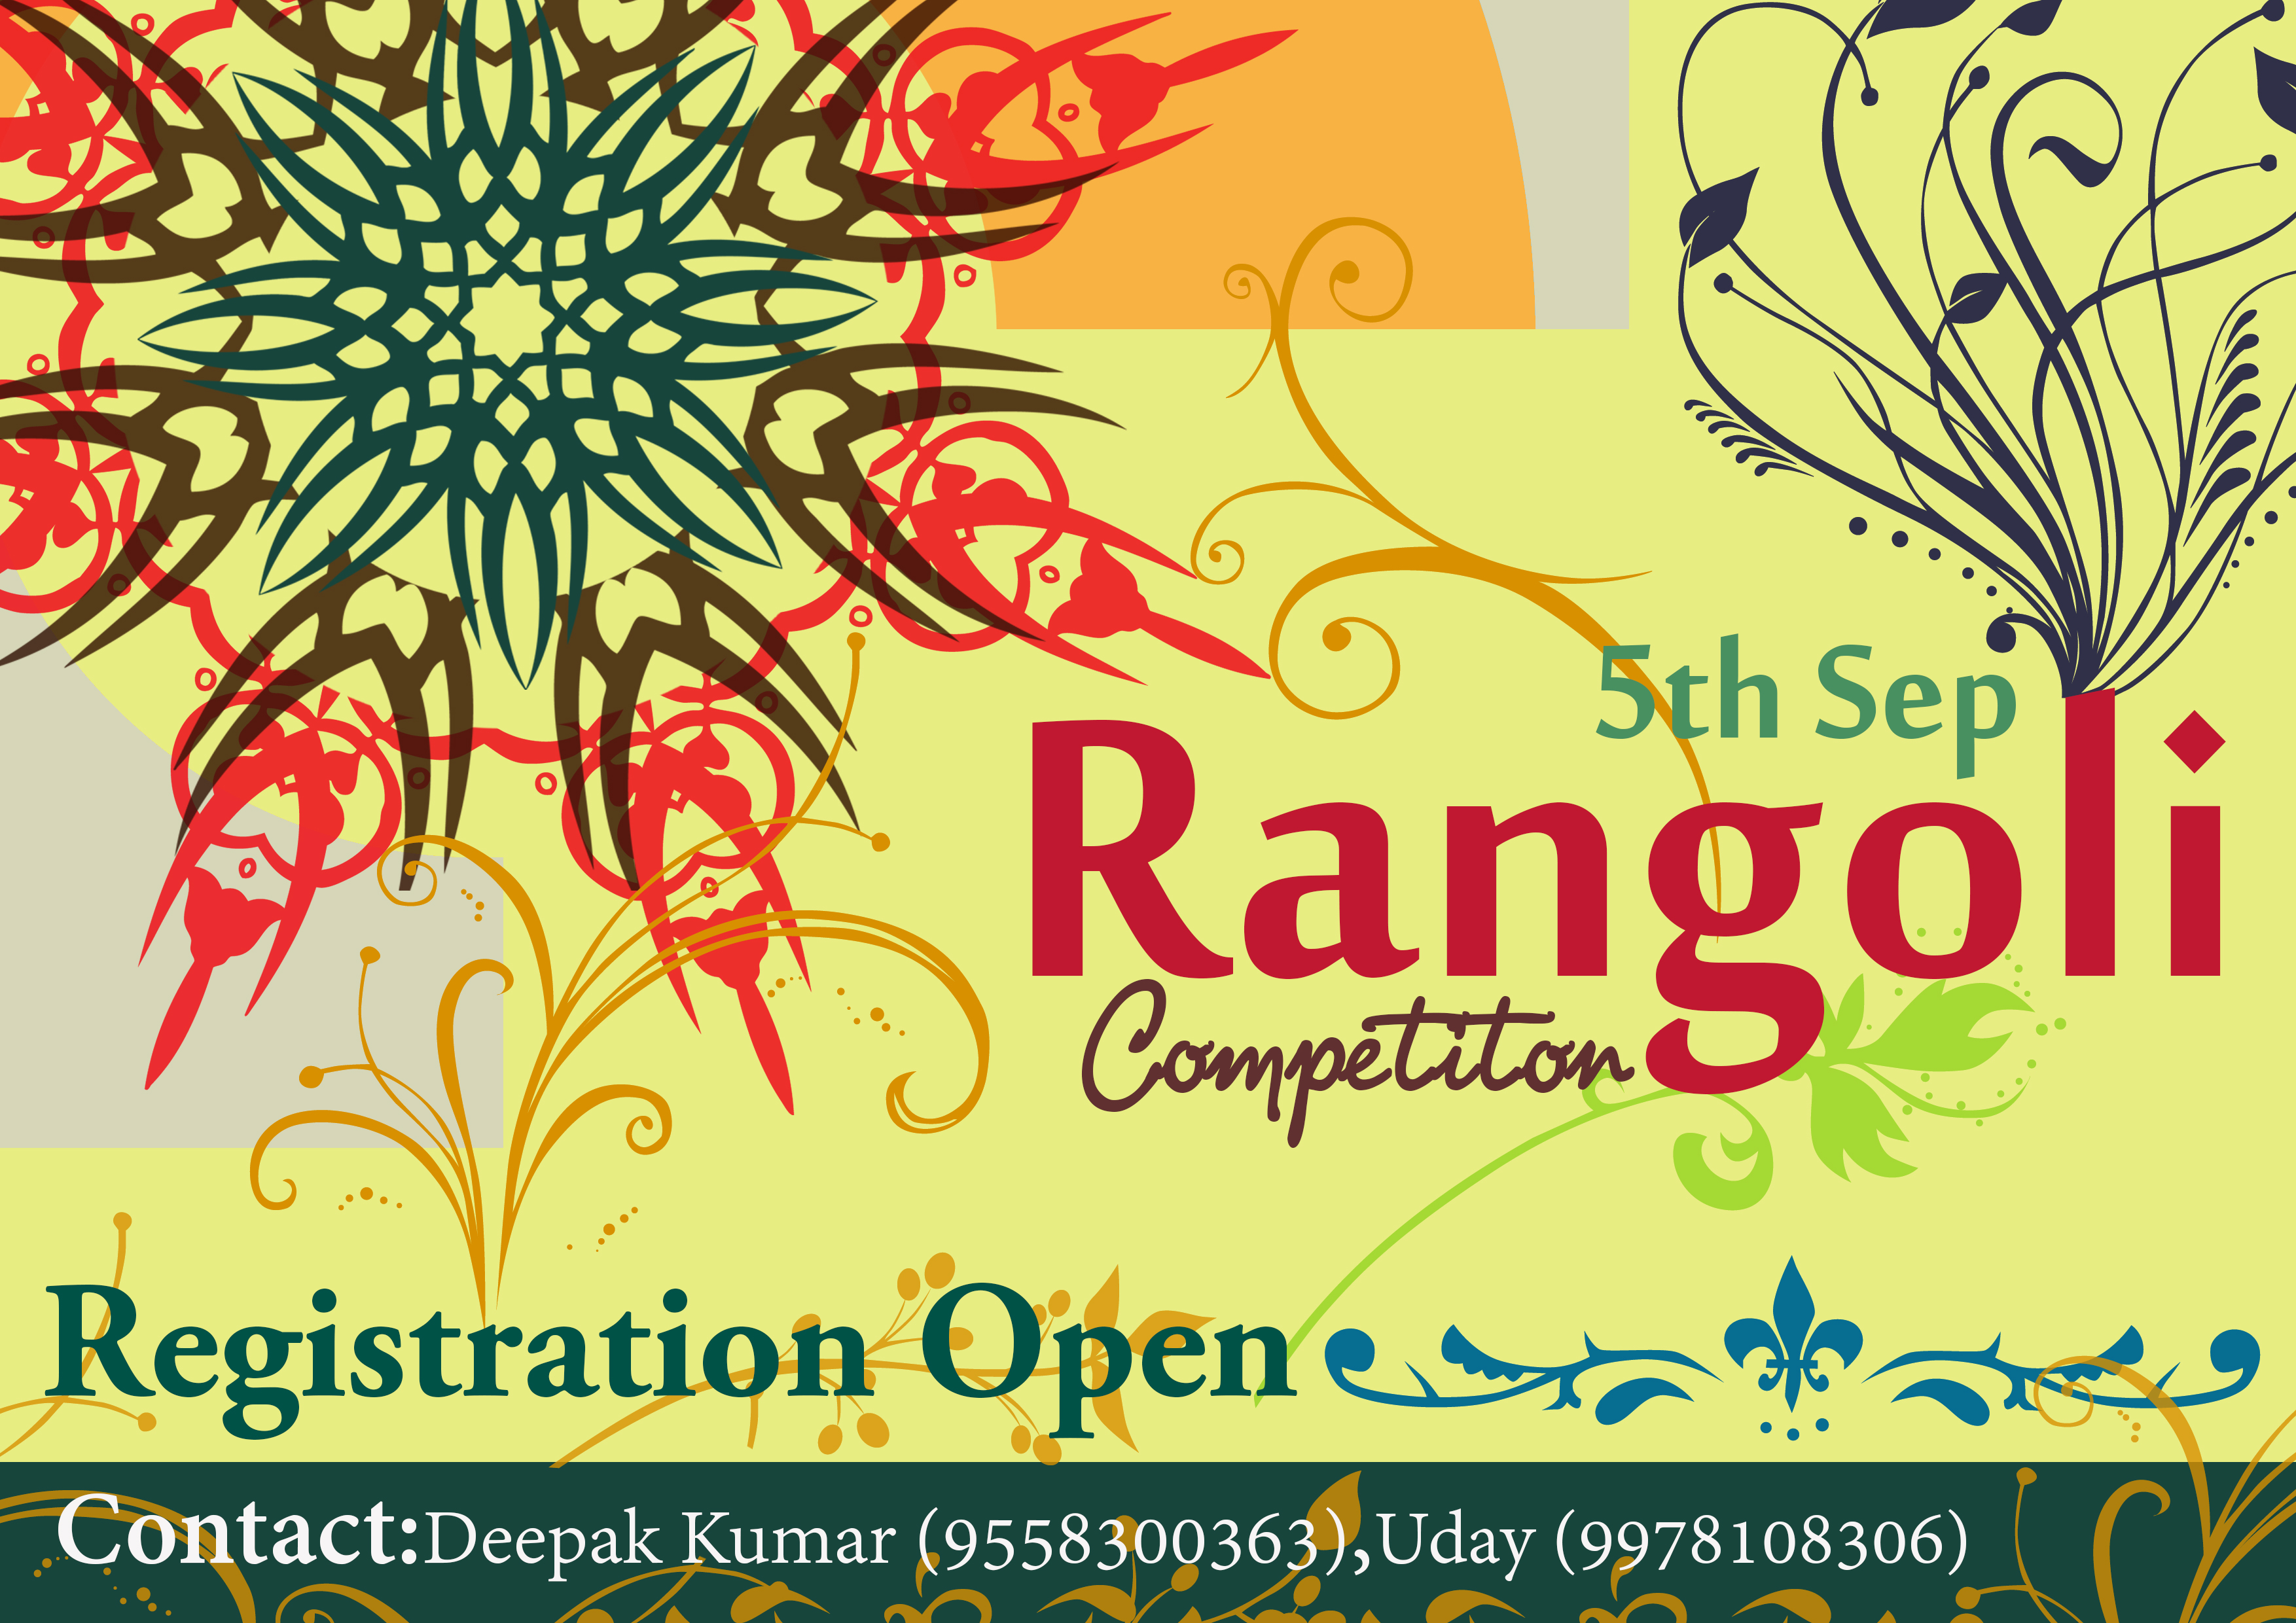 5th Sep
Rangoli
Competiton
Registration Open
Contact:Deepak Kumar (9558300363),Uday (9978108306)